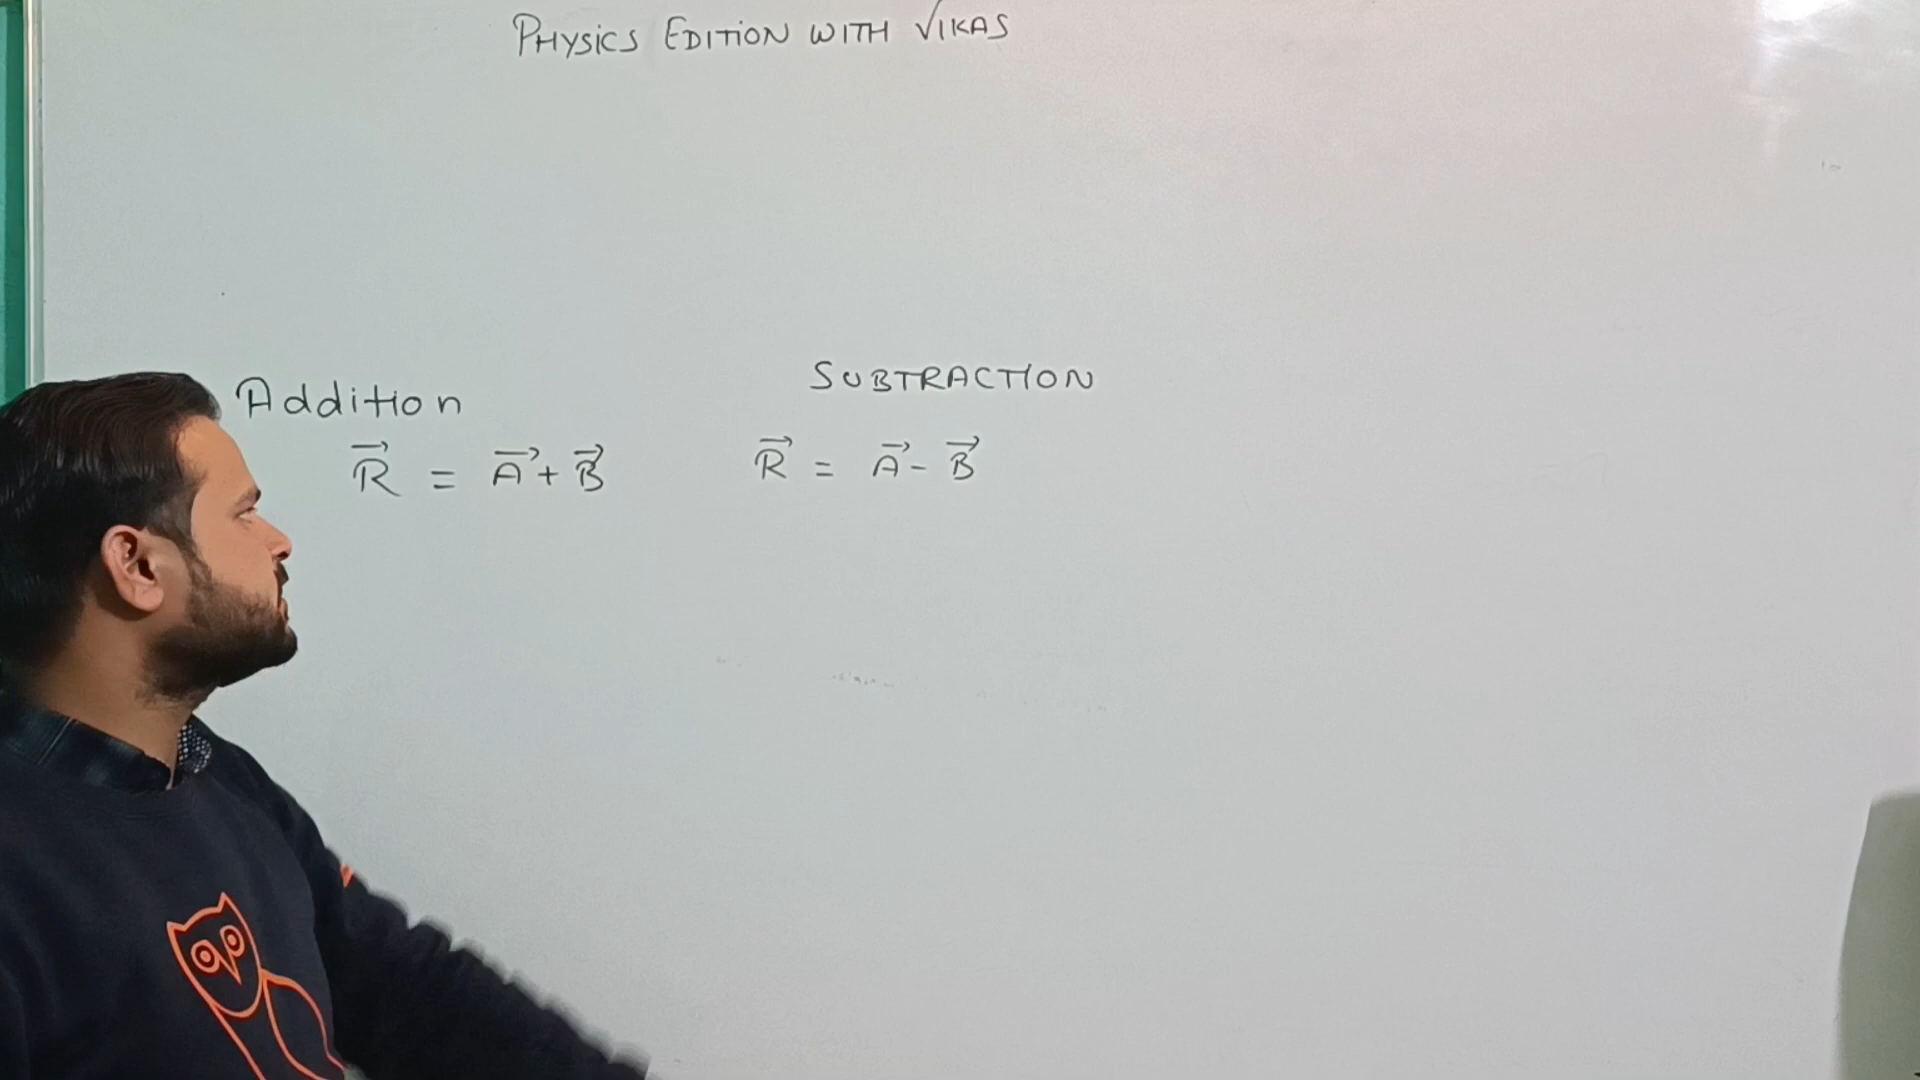 PHYSICS EDITION WITH VIKAS
Addition
R⃗ = A⃗ + B⃗
SUBTRACTION
R⃗ = A⃗ - B⃗